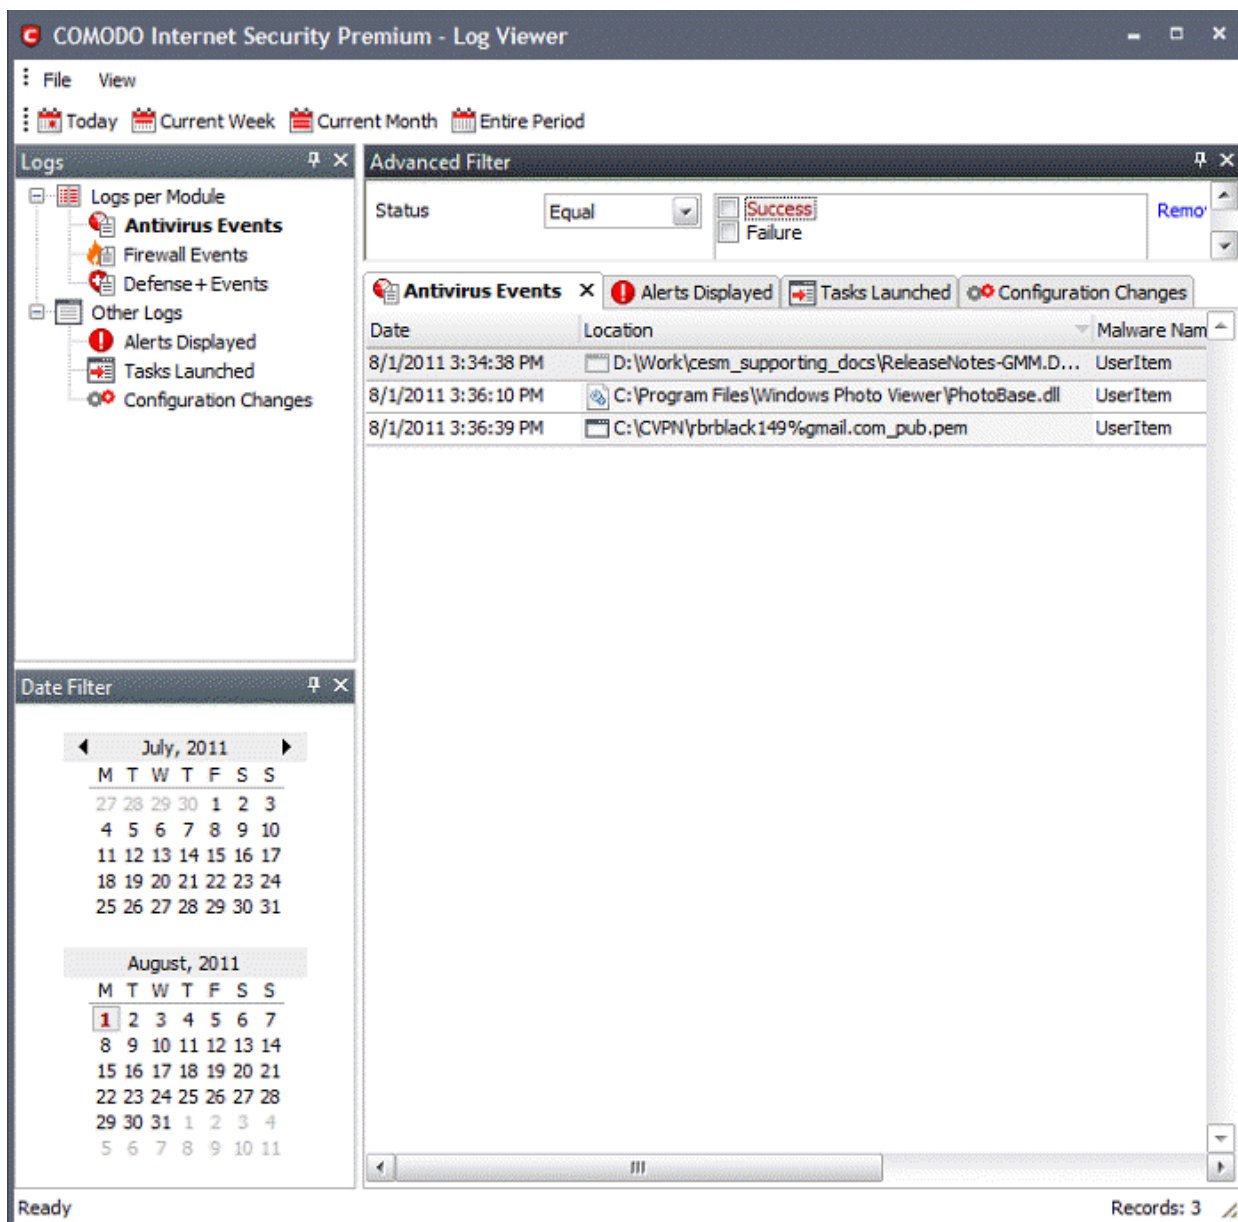 COMODO Internet Security Premium - Log Viewer
File View
Today Current Week Current Month Entire Period
Logs
Logs per Module
Antivirus Events
Firewall Events
Defense+ Events
Other Logs
Alerts Displayed
Tasks Launched
Configuration Changes
Advanced Filter
Status Equal Success Remo
Failure
Antivirus Events Alerts Displayed Tasks Launched Configuration Changes
Date Location Malware Nam
8/1/2011 3:34:38 PM D:\Work\cesm_supporting_docs\ReleaseNotes-GMM.D... UserItem
8/1/2011 3:36:10 PM C:\Program Files\Windows Photo Viewer\PhotoBase.dll UserItem
8/1/2011 3:36:39 PM C:\CVPN\rbrblack149%gmail.com_pub.pem UserItem
Date Filter
July, 2011
M T W T F S S
27 28 29 30 1 2 3
4 5 6 7 8 9 10
11 12 13 14 15 16 17
18 19 20 21 22 23 24
25 26 27 28 29 30 31
August, 2011
M T W T F S S
1 2 3 4 5 6 7
8 9 10 11 12 13 14
15 16 17 18 19 20 21
22 23 24 25 26 27 28
29 30 31 1 2 3 4
5 6 7 8 9 10 11
Ready Records: 3